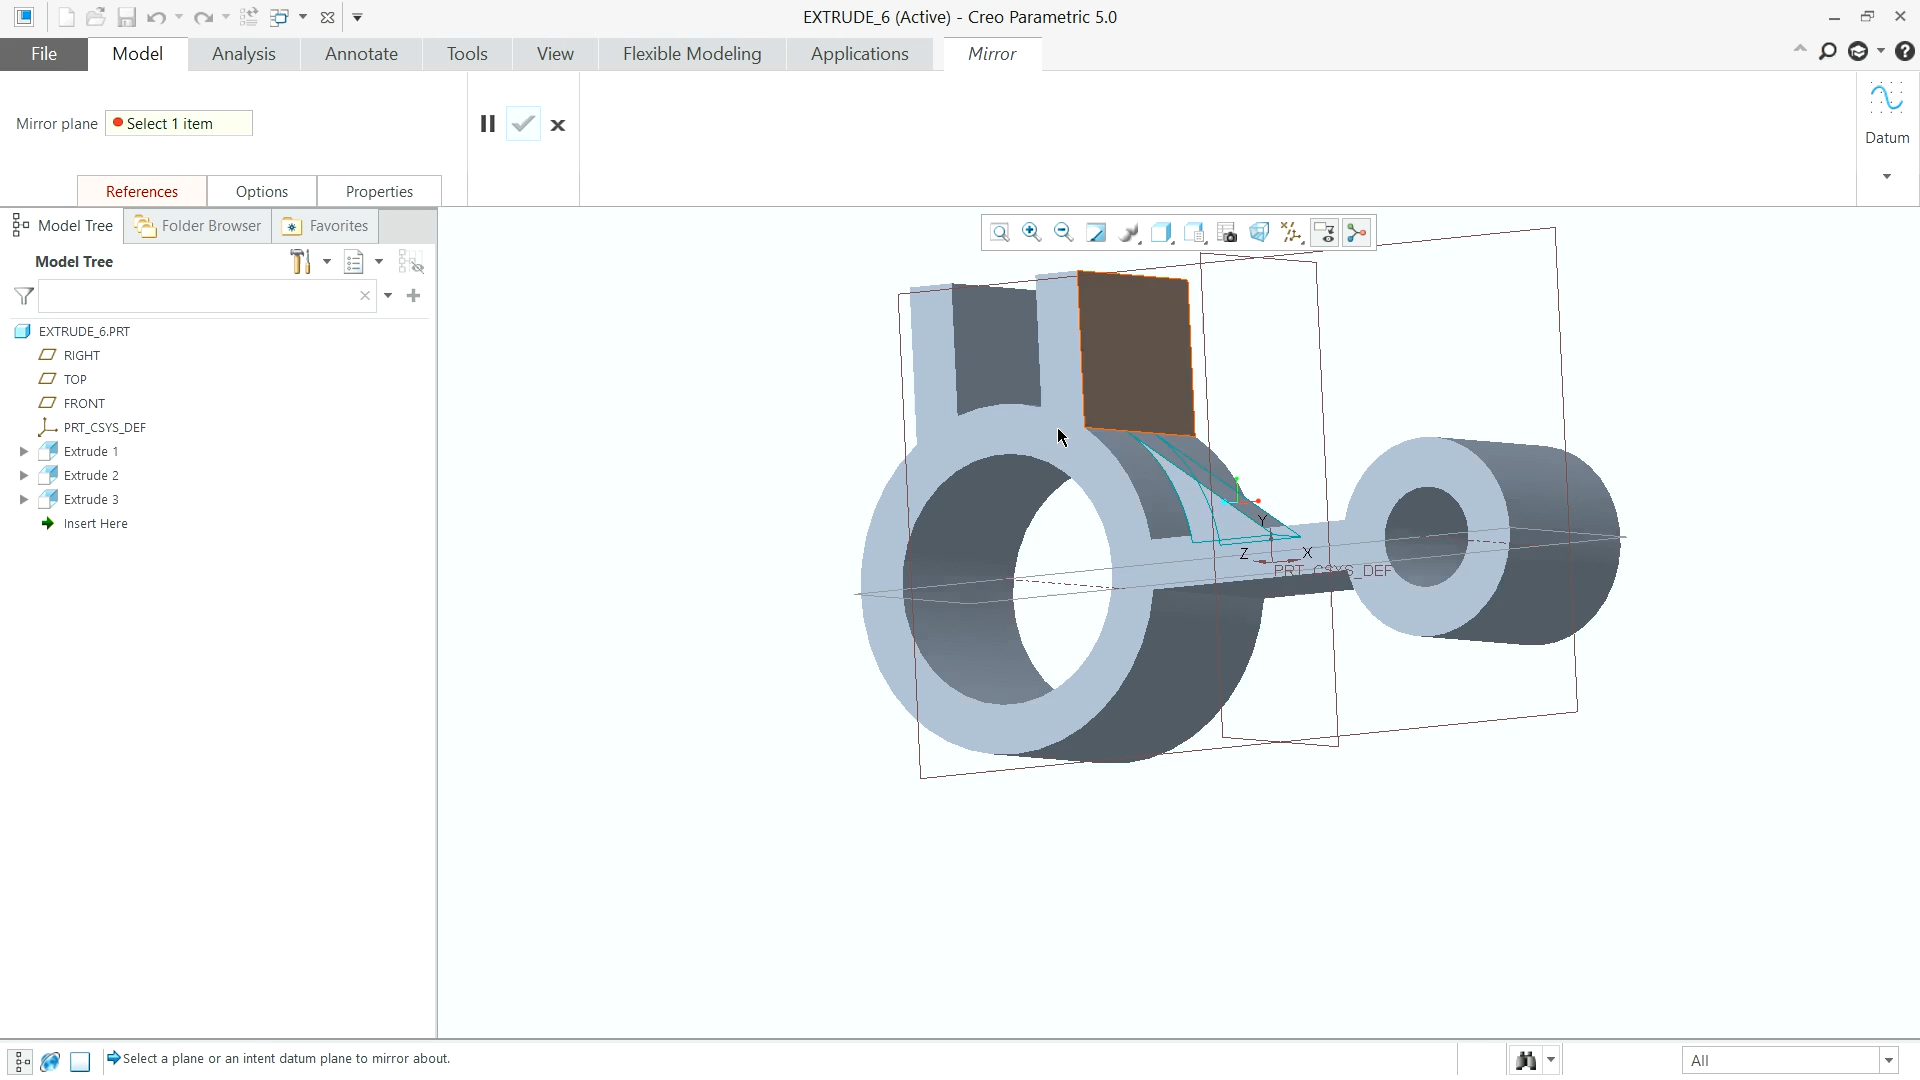 EXTRUDE_6 (Active) - Creo Parametric 5.0
File Model Analysis Annotate Tools View Flexible Modeling Applications Mirror
Mirror plane Select 1 item
Datum
References Options Properties
Model Tree Folder Browser Favorites
Model Tree
EXTRUDE_6.PRT
RIGHT
TOP
FRONT
PRT_CSYS_DEF
Extrude 1
Extrude 2
Extrude 3
Insert Here
Y
Z X
PRT_CSYS_DEF
Select a plane or an intent datum plane to mirror about.
All